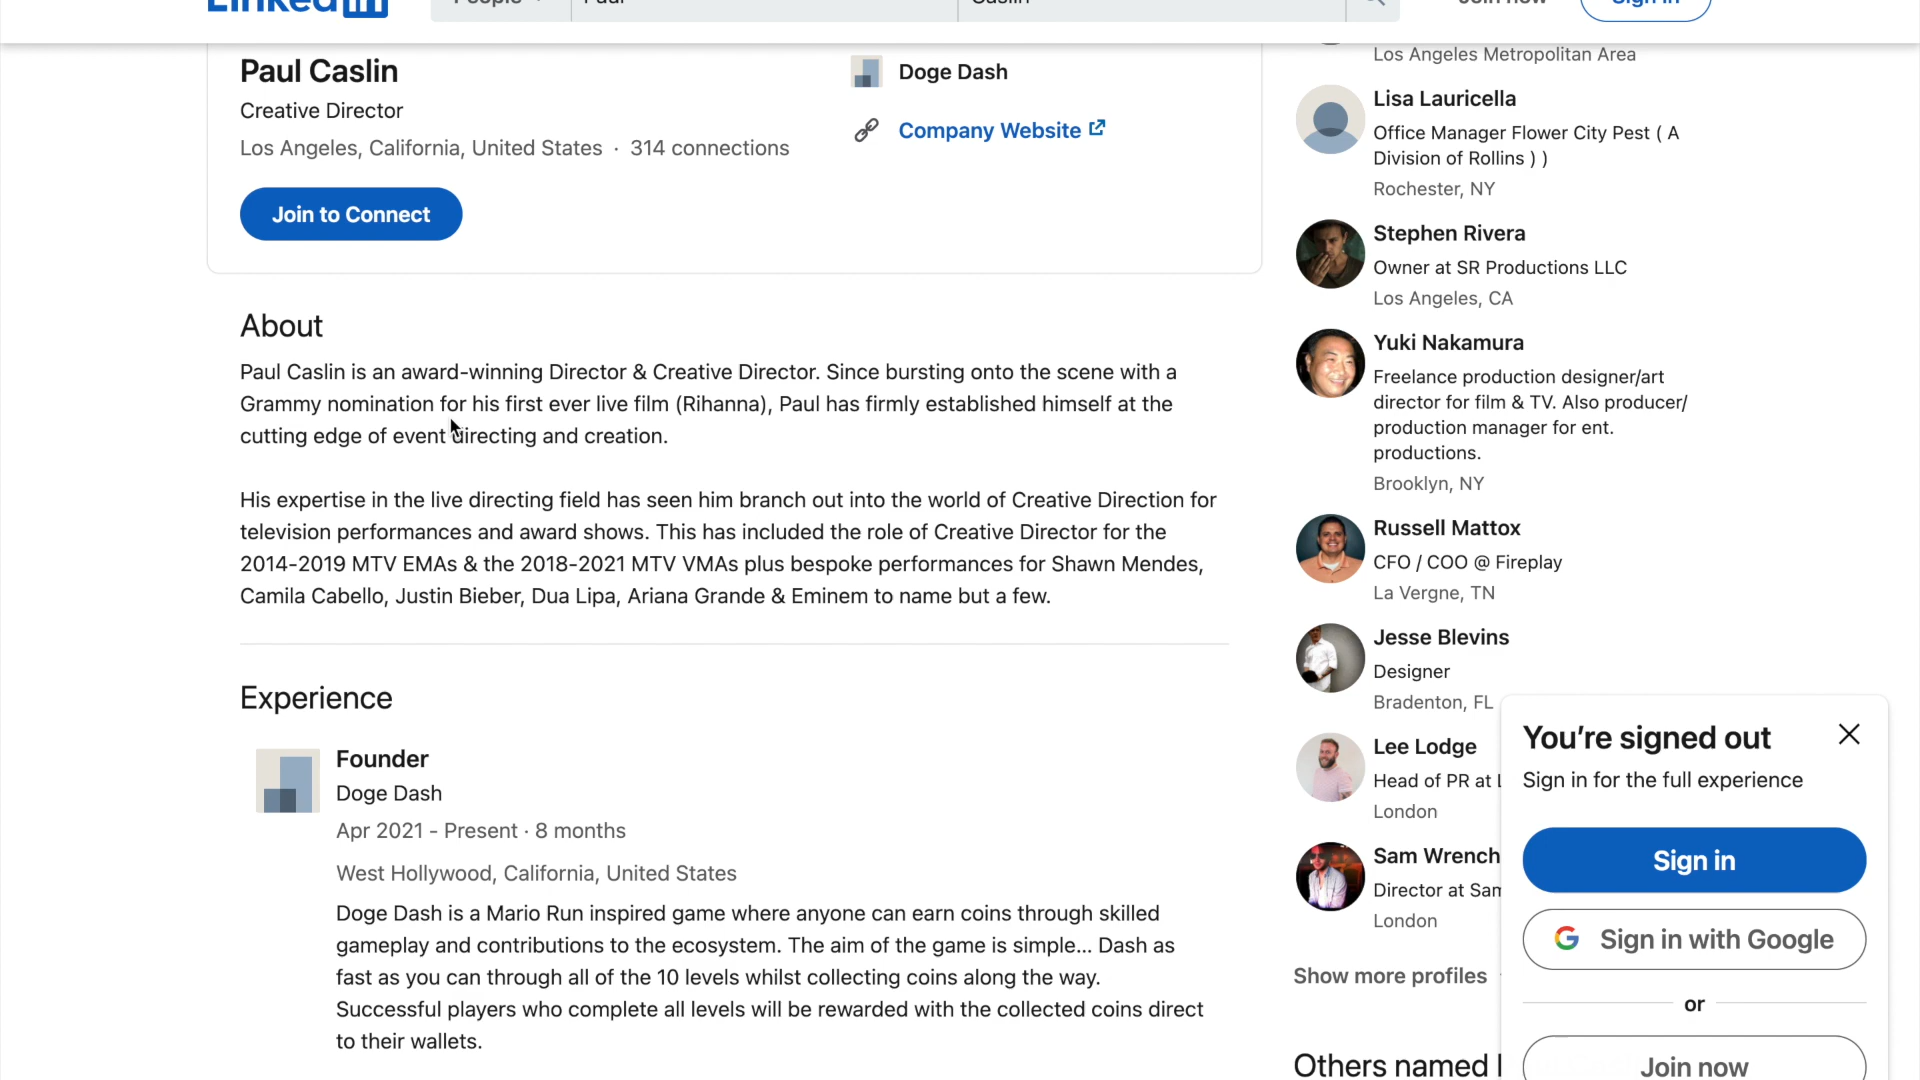 LinkedIn
People
Paul
Caslin
Join now
Sign in
Paul Caslin
Creative Director
Los Angeles, California, United States · 314 connections
Join to Connect
Doge Dash
Company Website
About
Paul Caslin is an award-winning Director & Creative Director. Since bursting onto the scene with a
Grammy nomination for his first ever live film (Rihanna), Paul has firmly established himself at the
cutting edge of event directing and creation.
His expertise in the live directing field has seen him branch out into the world of Creative Direction for
television performances and award shows. This has included the role of Creative Director for the
2014-2019 MTV EMAs & the 2018-2021 MTV VMAs plus bespoke performances for Shawn Mendes,
Camila Cabello, Justin Bieber, Dua Lipa, Ariana Grande & Eminem to name but a few.
Experience
Founder
Doge Dash
Apr 2021 - Present · 8 months
West Hollywood, California, United States
Doge Dash is a Mario Run inspired game where anyone can earn coins through skilled
gameplay and contributions to the ecosystem. The aim of the game is simple... Dash as
fast as you can through all of the 10 levels whilst collecting coins along the way.
Successful players who complete all levels will be rewarded with the collected coins direct
to their wallets.
Los Angeles Metropolitan Area
Lisa Lauricella
Office Manager Flower City Pest ( A
Division of Rollins ) )
Rochester, NY
Stephen Rivera
Owner at SR Productions LLC
Los Angeles, CA
Yuki Nakamura
Freelance production designer/art
director for film & TV. Also producer/
production manager for ent.
productions.
Brooklyn, NY
Russell Mattox
CFO / COO @ Fireplay
La Vergne, TN
Jesse Blevins
Designer
Bradenton, FL
Lee Lodge
Head of PR at
London
Sam Wrench
Director at Sam
London
Show more profiles
Others named
You're signed out
Sign in for the full experience
Sign in
Sign in with Google
or
Join now